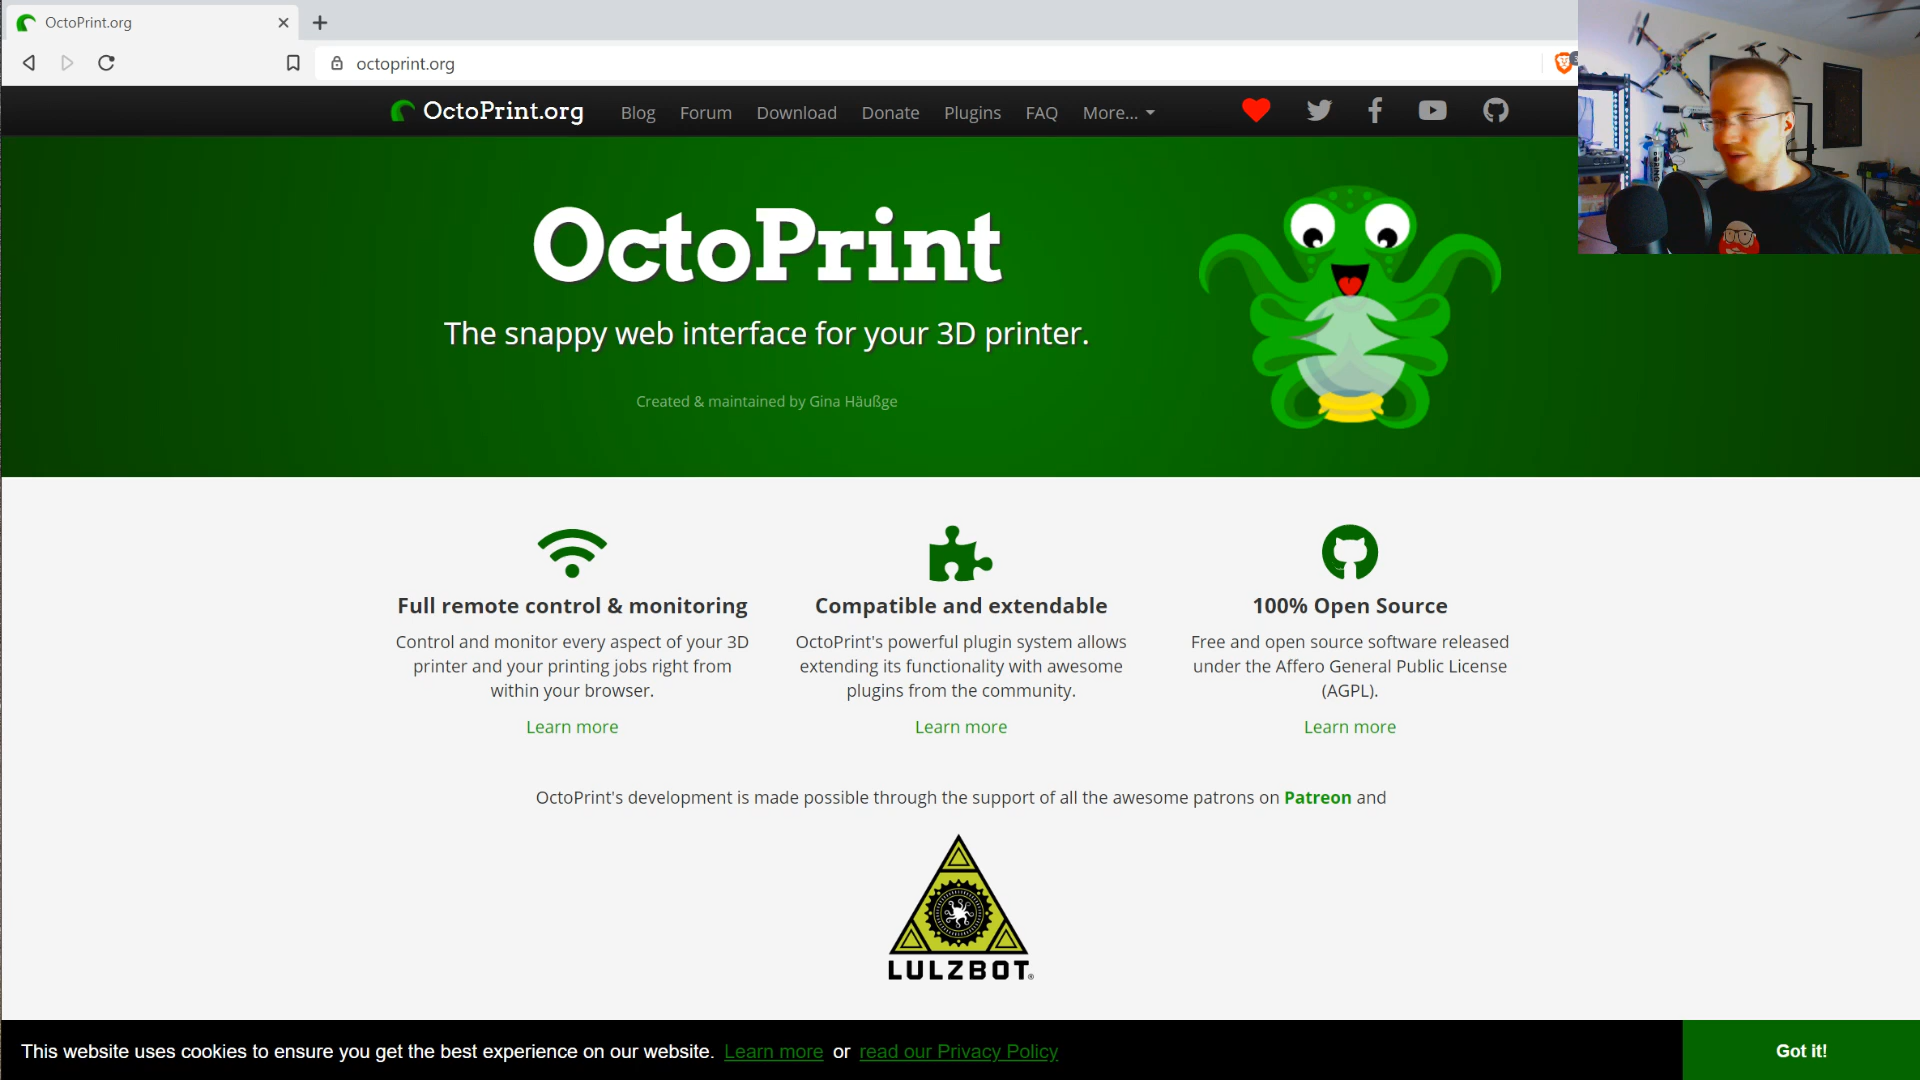 OctoPrint.org
octoprint.org
OctoPrint.org Blog Forum Download Donate Plugins FAQ More...
OctoPrint
The snappy web interface for your 3D printer.
Created & maintained by Gina Häußge
Full remote control & monitoring
Control and monitor every aspect of your 3D
printer and your printing jobs right from
within your browser.
Learn more
Compatible and extendable
OctoPrint's powerful plugin system allows
extending its functionality with awesome
plugins from the community.
Learn more
100% Open Source
Free and open source software released
under the Affero General Public License
(AGPL).
Learn more
OctoPrint's development is made possible through the support of all the awesome patrons on Patreon and
LULZBOT®
This website uses cookies to ensure you get the best experience on our website. Learn more or read our Privacy Policy
Got it!